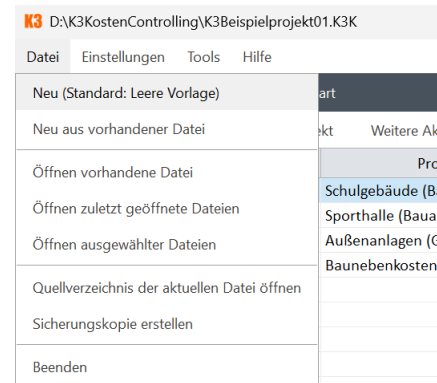 K3 D:\K3KostenControlling\K3Beispielprojekt01.K3K
Datei Einstellungen Tools Hilfe
Neu (Standard: Leere Vorlage)
art
Neu aus vorhandener Datei
Weitere
Öffnen vorhandene Datei
Schulgebäude
Öffnen zuletzt geöffnete Dateien
Sporthalle (Baua
Öffnen ausgewählter Dateien
Außenanlagen
Baunebenkosten
Quellverzeichnis der aktuellen Datei öffnen
Sicherungskopie erstellen
Beenden